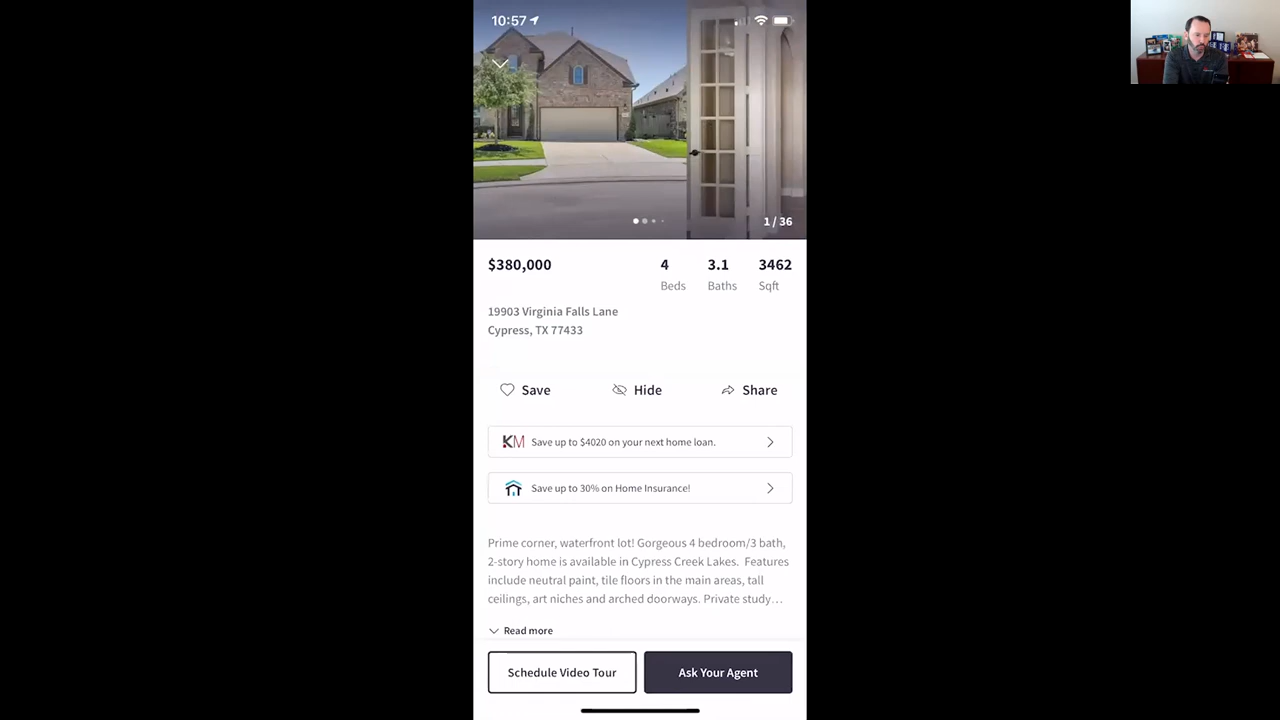 10:57
1 / 36
$380,000
4 3.1 3462
Beds Baths Sqft
19903 Virginia Falls Lane
Cypress, TX 77433
Save Hide Share
KM Save up to $4020 on your next home loan.
Save up to 30% on Home Insurance!
Prime corner, waterfront lot! Gorgeous 4 bedroom/3 bath,
2-story home is available in Cypress Creek Lakes. Features
include neutral paint, tile floors in the main areas, tall
ceilings, art niches and arched doorways. Private study…
Read more
Schedule Video Tour Ask Your Agent